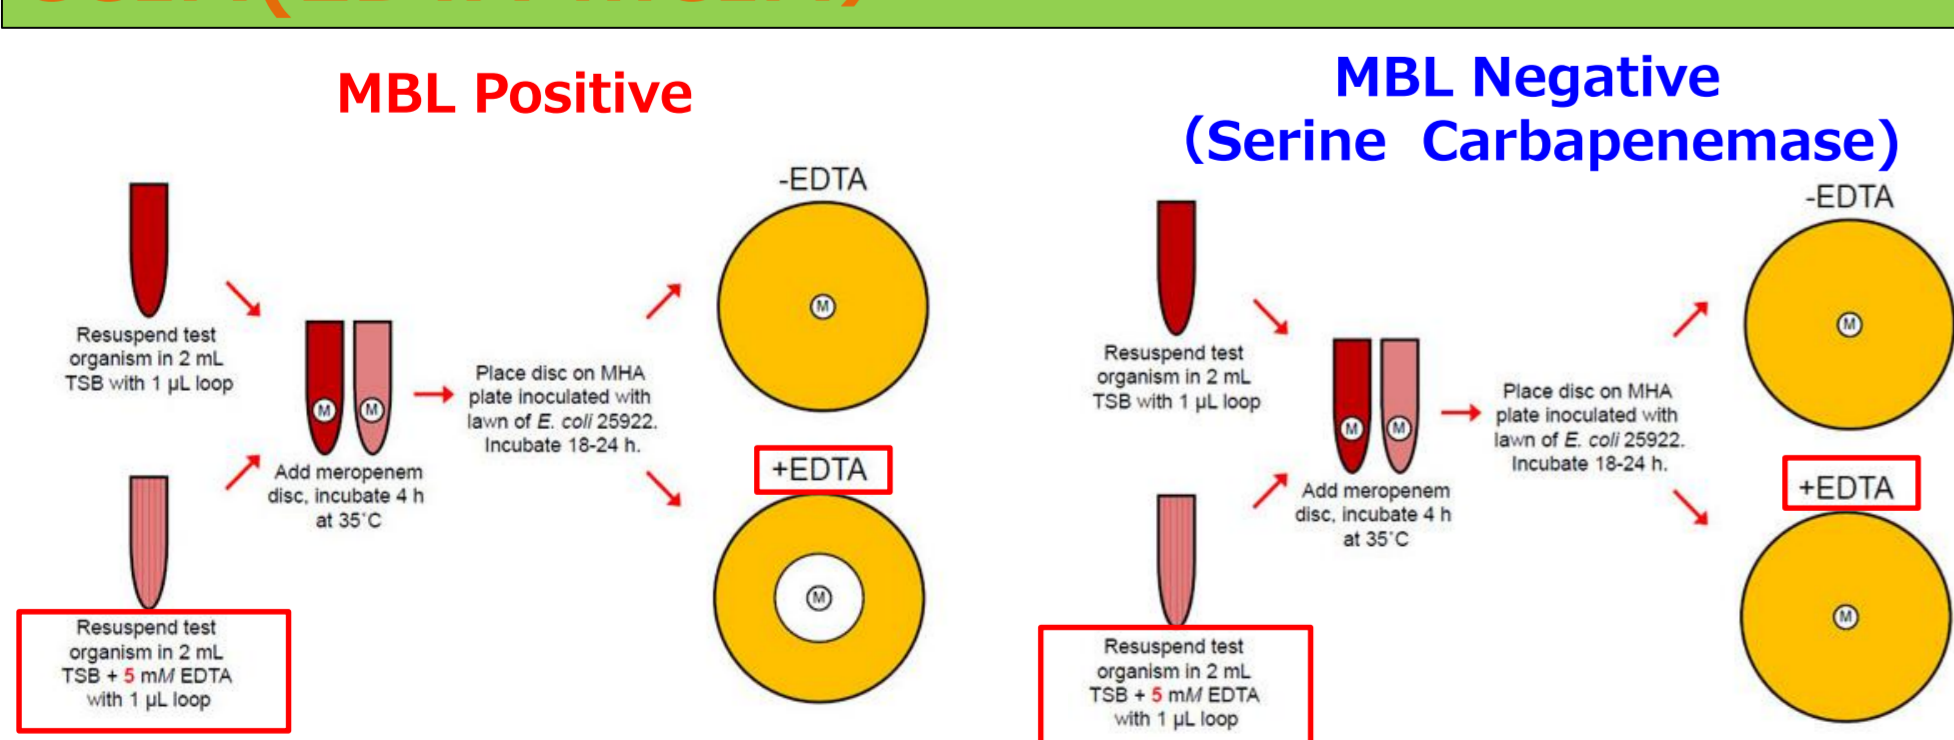 MBL Positive
-EDTA
Resuspend test
organism in 2 mL
TSB with 1 µL loop
M
M
Add meropenem
disc, incubate 4 h
at 35°C
Place disc on MHA
plate inoculated with
lawn of E. coli 25922.
Incubate 18-24 h.
M
+EDTA
M
Resuspend test
organism in 2 mL
TSB + 5 mM EDTA
with 1 µL loop
MBL Negative
(Serine Carbapenemase)
-EDTA
Resuspend test
organism in 2 mL
TSB with 1 µL loop
M
M
Add meropenem
disc, incubate 4 h
at 35°C
Place disc on MHA
plate inoculated with
lawn of E. coli 25922.
Incubate 18-24 h.
M
+EDTA
M
Resuspend test
organism in 2 mL
TSB + 5 mM EDTA
with 1 µL loop